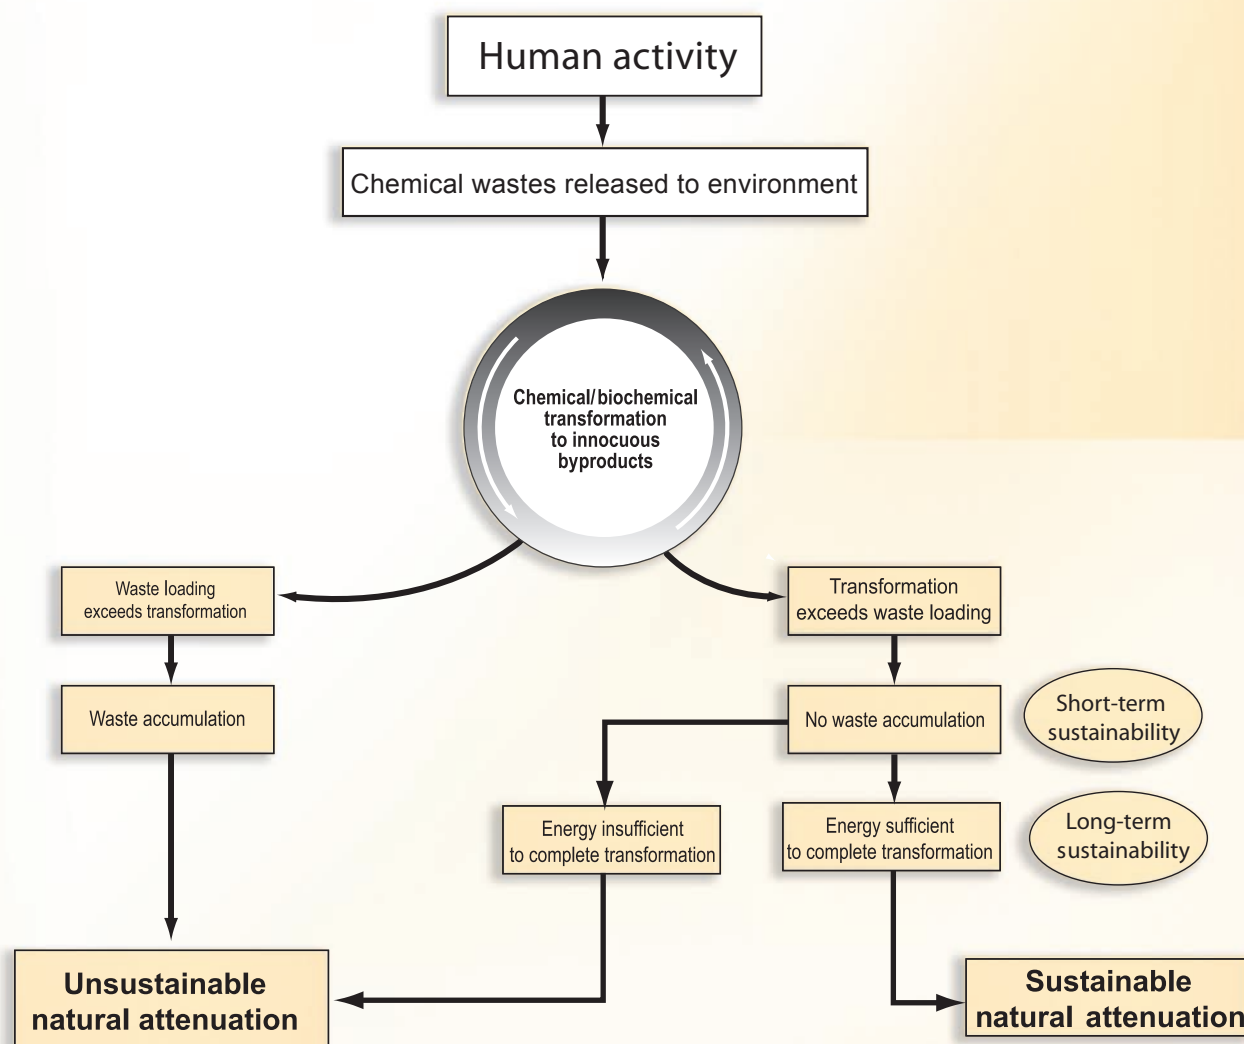 Human activity
Chemical wastes released to environment
Chemical/biochemical
transformation
to innocuous
byproducts
Waste loading
exceeds transformation
Transformation
exceeds waste loading
Waste accumulation
No waste accumulation
Short-term
sustainability
Energy insufficient
to complete transformation
Energy sufficient
to complete transformation
Long-term
sustainability
Unsustainable
natural attenuation
Sustainable
natural attenuation